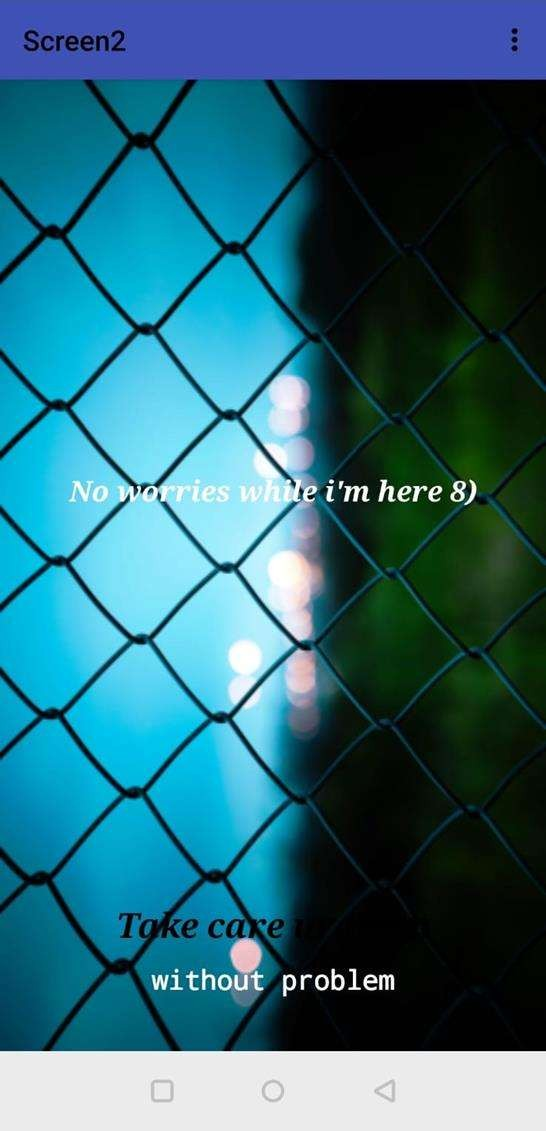 Screen2
No worries while i'm here 8)
Take care
without problem